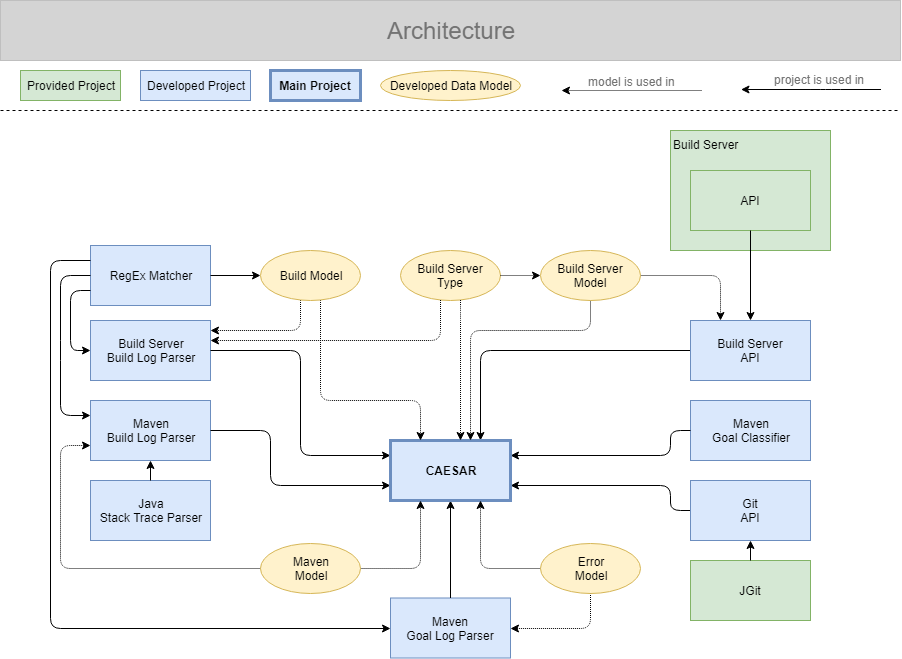 Architecture
Provided Project
Developed Project
Main Project
Developed Data Model
model is used in
project is used in
Build Server
API
RegEx Matcher
Build Model
Build Server
Type
Build Server
Model
Build Server
Build Log Parser
Build Server
API
Maven
Build Log Parser
Maven
Goal Classifier
CAESAR
Java
Stack Trace Parser
Git
API
Maven
Model
Error
Model
JGit
Maven
Goal Log Parser